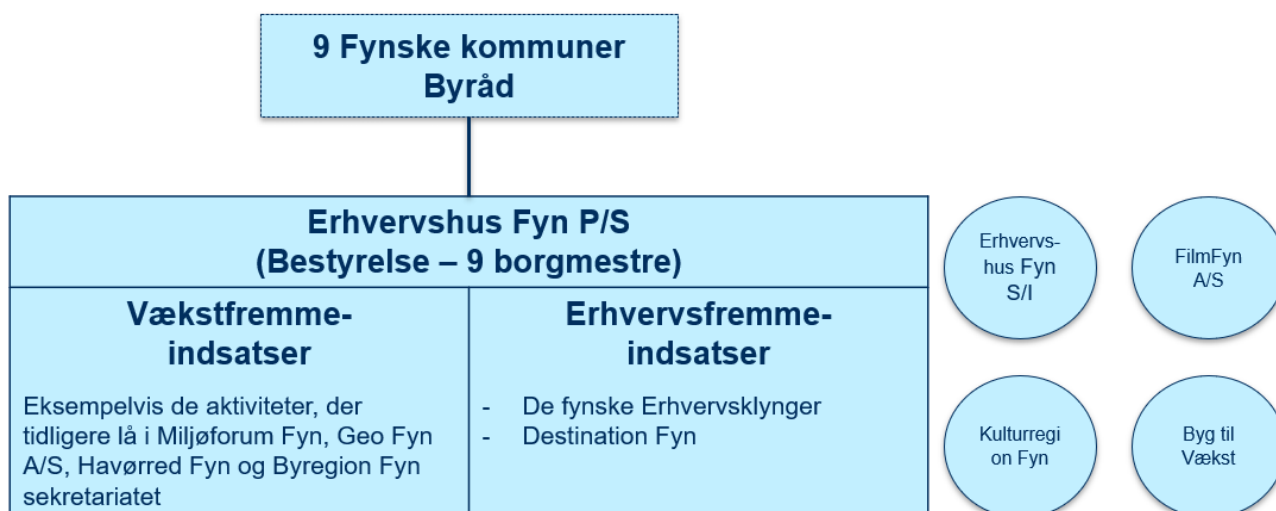 9 Fynske kommuner
Byråd
Erhvervshus Fyn P/S
(Bestyrelse – 9 borgmestre)
Vækstfremme-
indsatser
Eksempelvis de aktiviteter, der
tidligere lå i Miljøforum Fyn, Geo Fyn
A/S, Havørred Fyn og Byregion Fyn
sekretariatet
Erhvervsfremme-
indsatser
- De fynske Erhvervsklynger
- Destination Fyn
Erhvervs-
hus Fyn
S/I
FilmFyn
A/S
Kulturregi
on Fyn
Byg til
Vækst